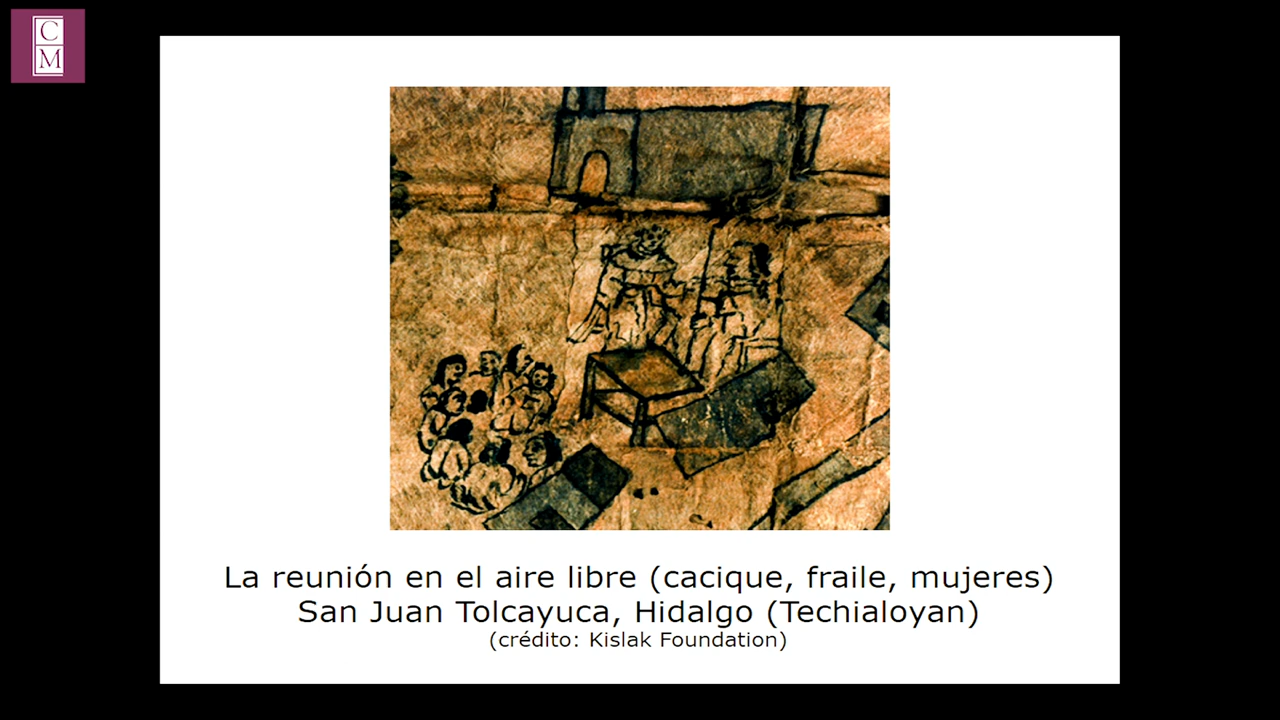 C
M
La reunión en el aire libre (cacique, fraile, mujeres)
San Juan Tolcayuca, Hidalgo (Techialoyan)
(crédito: Kislak Foundation)